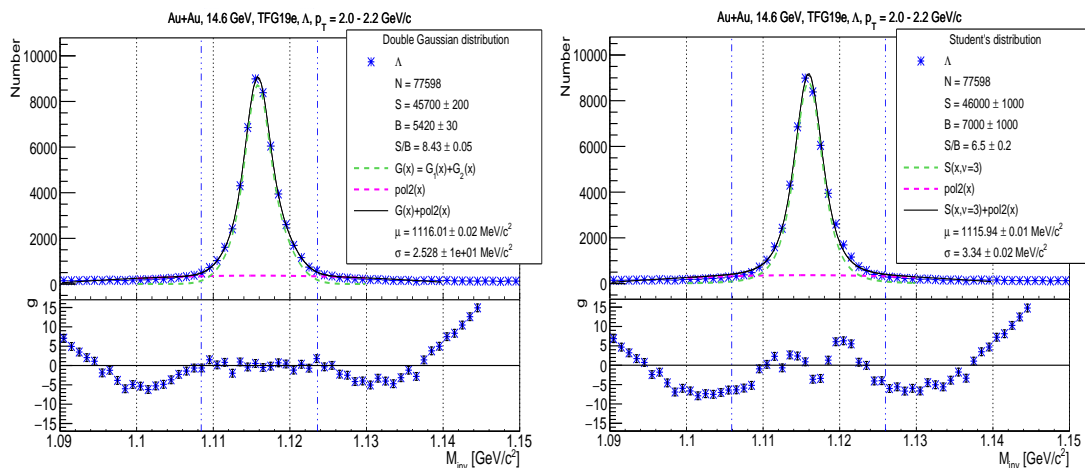 Au+Au, 14.6 GeV, TFG19e, Λ, p_T = 2.0 - 2.2 GeV/c
Number
10000
8000
6000
4000
2000
0
Double Gaussian distribution
Λ
N = 77598
S = 45700 ± 200
B = 5420 ± 30
S/B = 8.43 ± 0.05
G(x) = G_1(x)+G_2(x)
pol2(x)
G(x)+pol2(x)
μ = 1116.01 ± 0.02 MeV/c²
σ = 2.528 ± 1e+01 MeV/c²
g
15
10
5
0
−5
−10
−15
1.09 1.1 1.11 1.12 1.13 1.14 1.15
M_inv [GeV/c²]
Au+Au, 14.6 GeV, TFG19e, Λ, p_T = 2.0 - 2.2 GeV/c
Number
10000
8000
6000
4000
2000
0
Student's distribution
Λ
N = 77598
S = 46000 ± 1000
B = 7000 ± 1000
S/B = 6.5 ± 0.2
S(x,ν=3)
pol2(x)
S(x,ν=3)+pol2(x)
μ = 1115.94 ± 0.01 MeV/c²
σ = 3.34 ± 0.02 MeV/c²
g
15
10
5
0
−5
−10
−15
1.09 1.1 1.11 1.12 1.13 1.14 1.15
M_inv [GeV/c²]